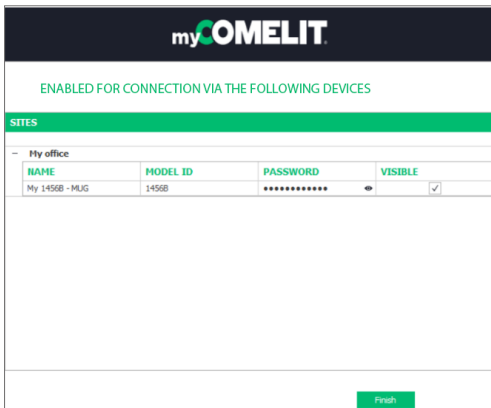 myCOMELIT
ENABLED FOR CONNECTION VIA THE FOLLOWING DEVICES
SITES
– My office
NAME MODEL ID PASSWORD VISIBLE
My 1456B - MUG 1456B ••••••••••••
Finish